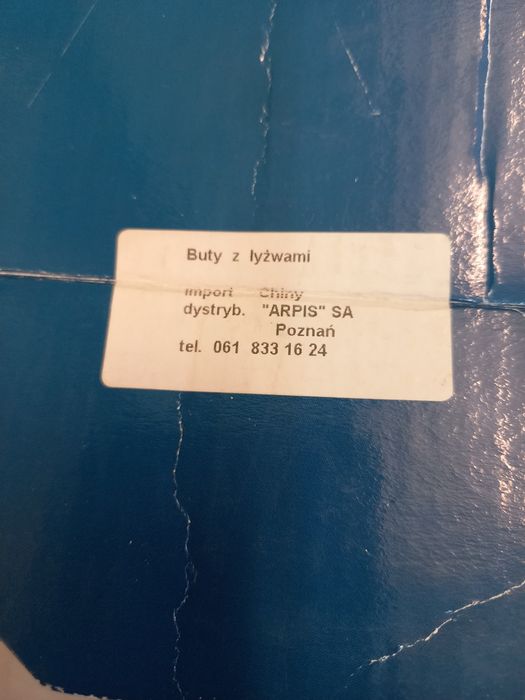 Buty z łyżwami
import Chiny
dystryb. "ARPIS" SA
Poznań
tel. 061 833 16 24